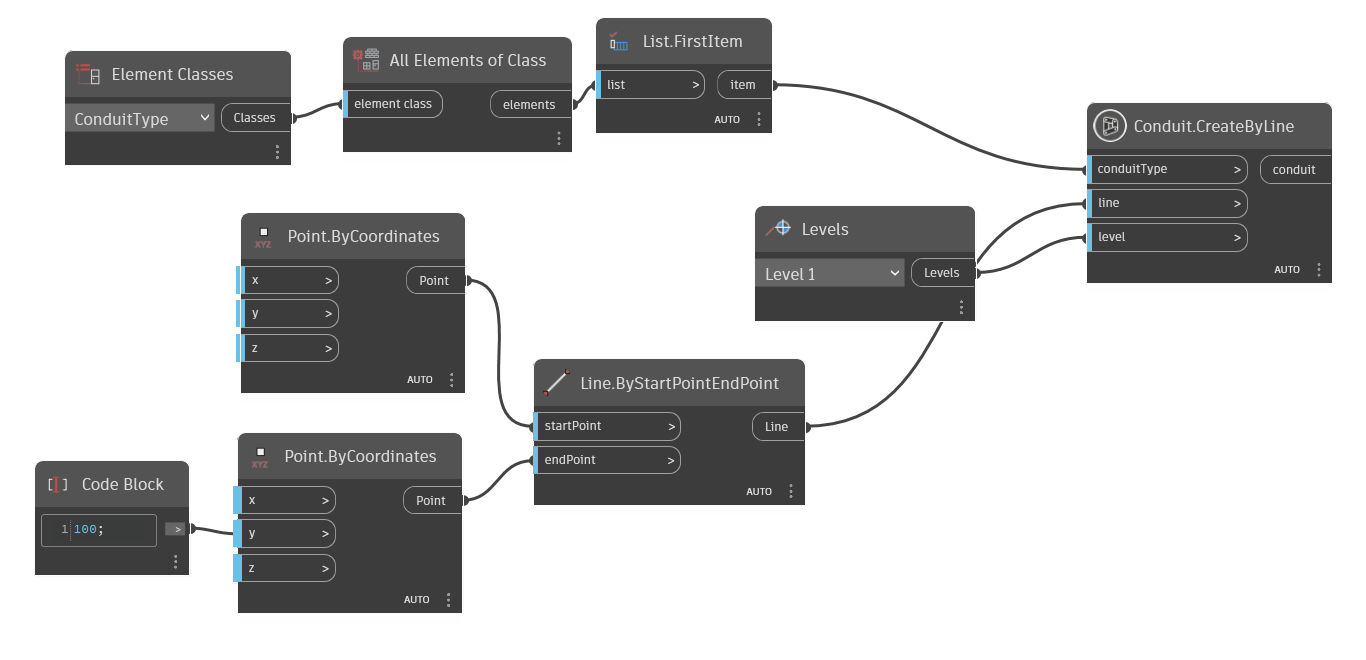 Element Classes
ConduitType
Classes
All Elements of Class
element class
elements
List.FirstItem
list >
item
AUTO
Conduit.CreateByLine
conduitType >
conduit
line >
level >
AUTO
XYZ
Point.ByCoordinates
x >
Point
y >
z >
AUTO
Levels
Level 1
Levels
Line.ByStartPointEndPoint
startPoint >
Line
endPoint >
AUTO
XYZ
Point.ByCoordinates
x >
Point
y >
z >
AUTO
Code Block
1 100;
>